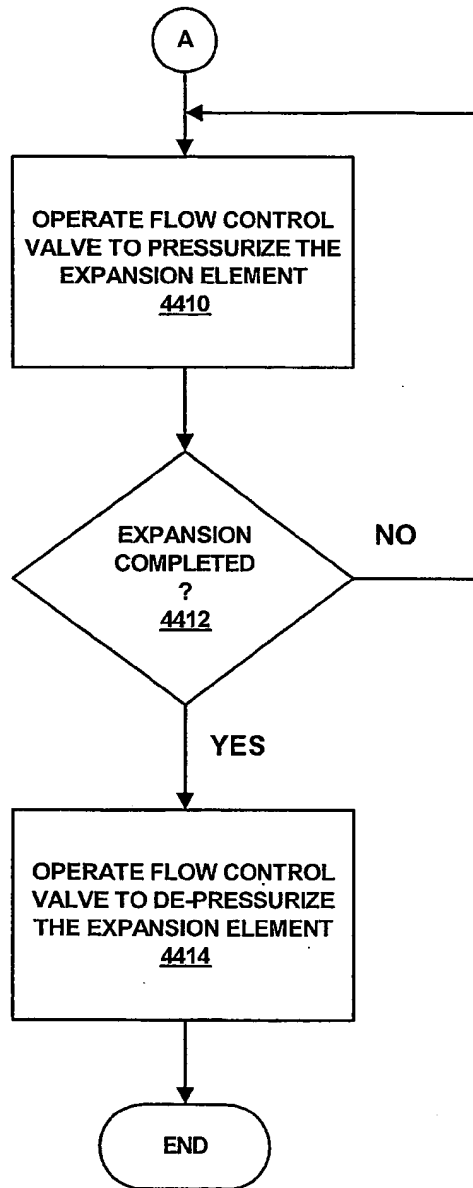 A
OPERATE FLOW CONTROL
VALVE TO PRESSURIZE THE
EXPANSION ELEMENT
4410
EXPANSION
COMPLETED
?
4412
NO
YES
OPERATE FLOW CONTROL
VALVE TO DE-PRESSURIZE
THE EXPANSION ELEMENT
4414
END